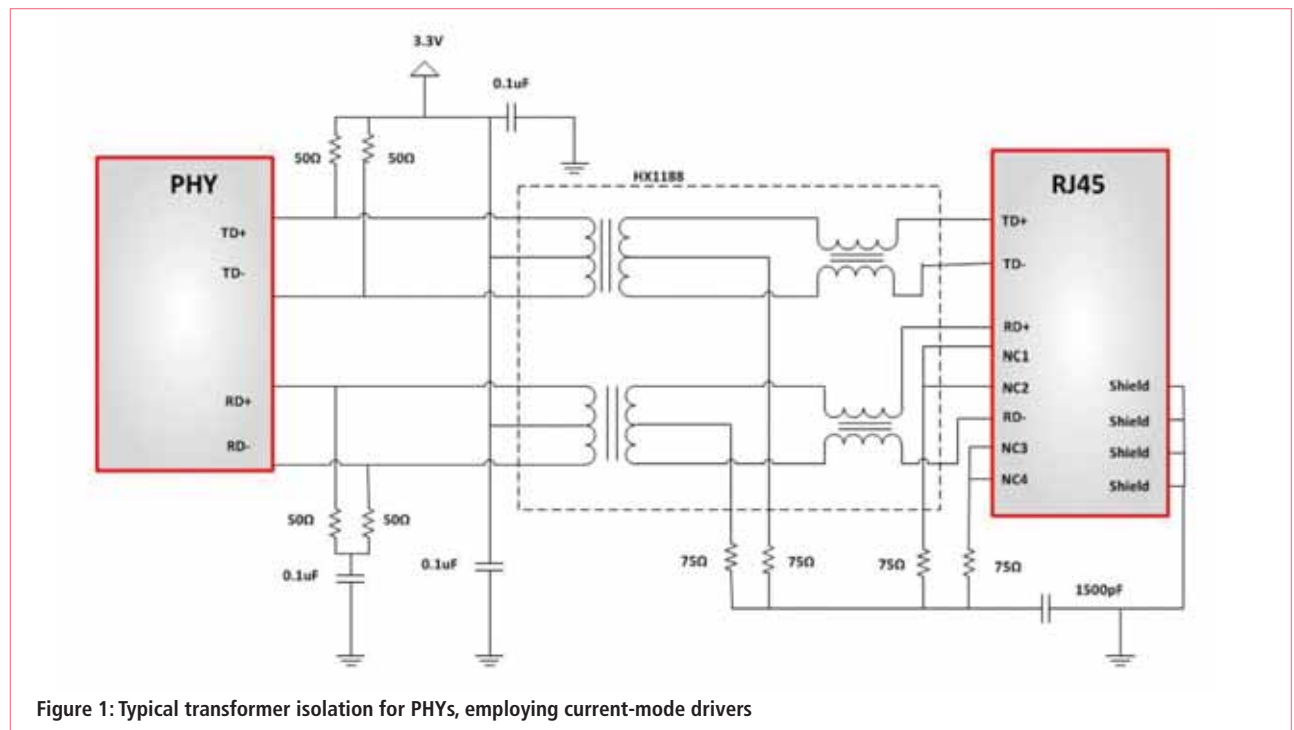 3.3V
0.1uF
50Ω
50Ω
PHY
HX1188
RJ45
TD+
TD-
TD+
TD-
RD+
NC1
NC2
RD-
NC3
NC4
Shield
Shield
Shield
Shield
RD+
RD-
50Ω
50Ω
0.1uF
0.1uF
75Ω
75Ω
75Ω
75Ω
1500pF
Figure 1: Typical transformer isolation for PHYs, employing current-mode drivers